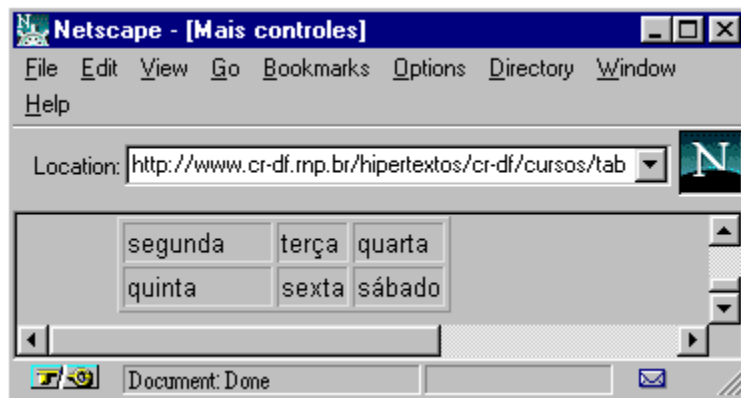 Netscape - [Mais controles]
File Edit View Go Bookmarks Options Directory Window
Help
Location: http://www.cr-df.rnp.br/hipertextos/cr-df/cursos/tab
N
segunda terça quarta
quinta sexta sábado
Document: Done